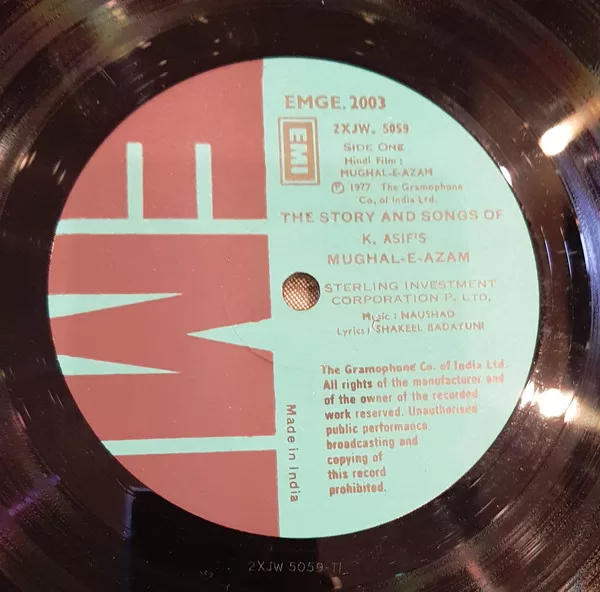 EMGE. 2003
2XJW. 5059
EMI
SIDE ONE
Hindi Film :
MUGHAL-E-AZAM
Ⓟ 1977 The Gramophone
Co. of India Ltd.
THE STORY AND SONGS OF
K. ASIF'S
MUGHAL-E-AZAM
STERLING INVESTMENT
CORPORATION P. LTD.
Music : NAUSHAD
Lyrics : SHAKEEL BADAYUNI
The Gramophone Co. of India Ltd.
All rights of the manufacturer and
of the owner of the recorded
work reserved. Unauthorised
public performance,
broadcasting and
copying of
this record
prohibited.
Made in India
EMI
2XJW 5059-T1